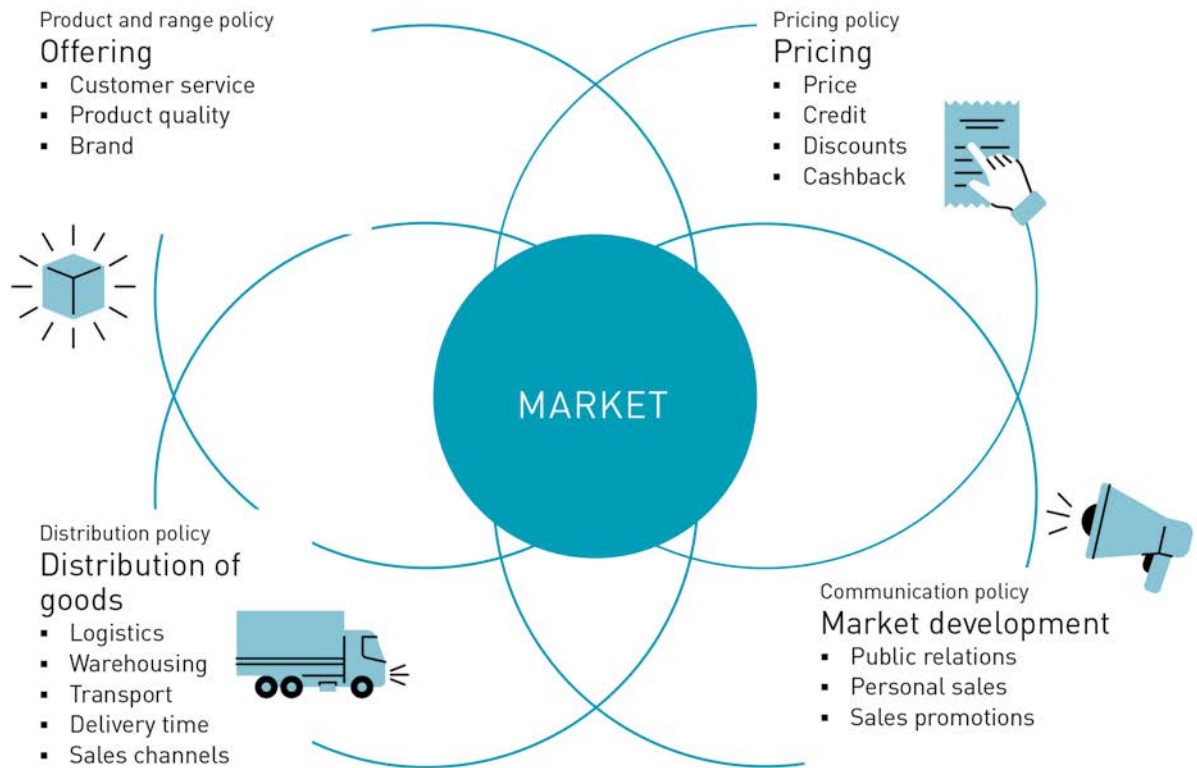 Product and range policy
Offering
▪ Customer service
▪ Product quality
▪ Brand
Pricing policy
Pricing
▪ Price
▪ Credit
▪ Discounts
▪ Cashback
MARKET
Distribution policy
Distribution of
goods
▪ Logistics
▪ Warehousing
▪ Transport
▪ Delivery time
▪ Sales channels
Communication policy
Market development
▪ Public relations
▪ Personal sales
▪ Sales promotions